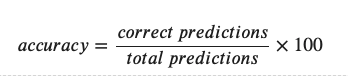 accuracy = correct predictions / total predictions × 100